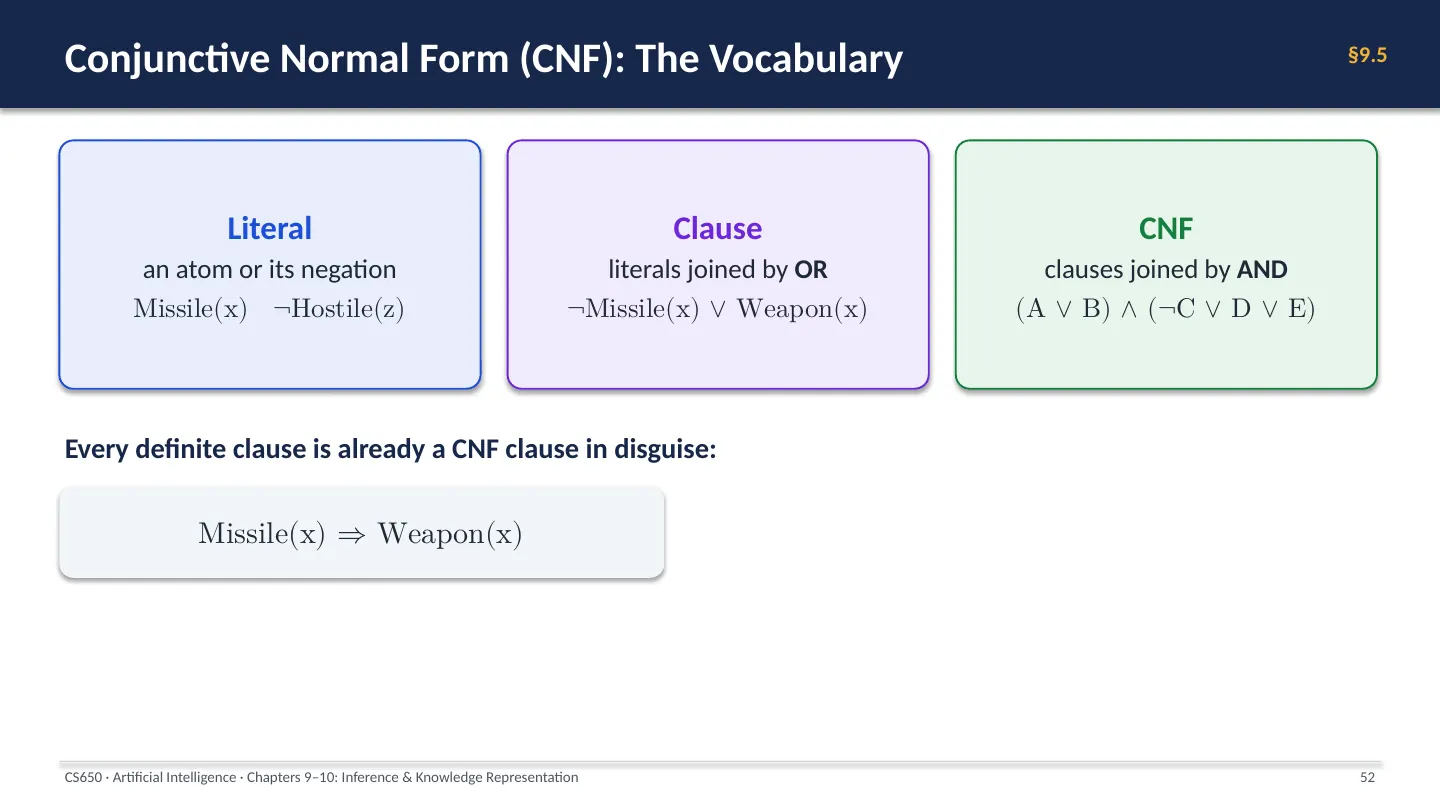 Conjunctive Normal Form (CNF): The Vocabulary
§9.5
Literal
an atom or its negation
Missile(x) ¬Hostile(z)
Clause
literals joined by OR
¬Missile(x) ∨ Weapon(x)
CNF
clauses joined by AND
(A ∨ B) ∧ (¬C ∨ D ∨ E)
Every definite clause is already a CNF clause in disguise:
Missile(x) ⇒ Weapon(x)
CS650 · Artificial Intelligence · Chapters 9–10: Inference & Knowledge Representation
52